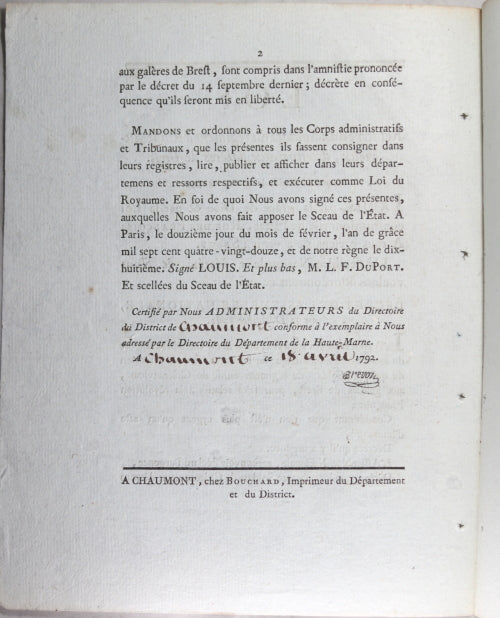 2
aux galères de Brest, sont compris dans l'amnistie prononcée
par le décret du 14 septembre dernier; décrète en consé-
quence qu'ils seront mis en liberté.
MANDONS et ordonnons à tous les Corps administratifs
et Tribunaux, que les présentes ils fassent consigner dans
leurs registres, lire, publier et afficher dans leurs dépar-
temens et ressorts respectifs, et exécuter comme Loi du
Royaume. En foi de quoi Nous avons signé ces présentes,
auxquelles Nous avons fait apposer le Sceau de l'État. A
Paris, le douzième jour du mois de février, l'an de grâce
mil sept cent quatre-vingt-douze, et de notre règne le dix-
huitième. Signé LOUIS. Et plus bas, M. L. F. DUPORT.
Et scellées du Sceau de l'État.
Certifié par Nous ADMINISTRATEURS du Directoire
du District de Chaumont conforme à l'exemplaire à Nous
adressé par le Directoire du Département de la Haute-Marne.
A Chaumont ce 18 avril 1792.
A CHAUMONT, chez BOUCHARD, Imprimeur du Département
et du District.